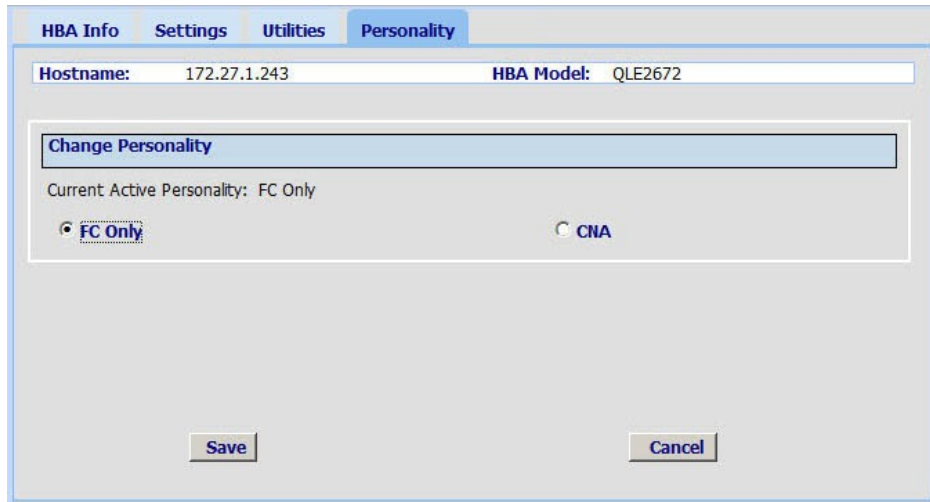 HBA Info Settings Utilities Personality
Hostname: 172.27.1.243 HBA Model: QLE2672
Change Personality
Current Active Personality: FC Only
FC Only CNA
Save Cancel